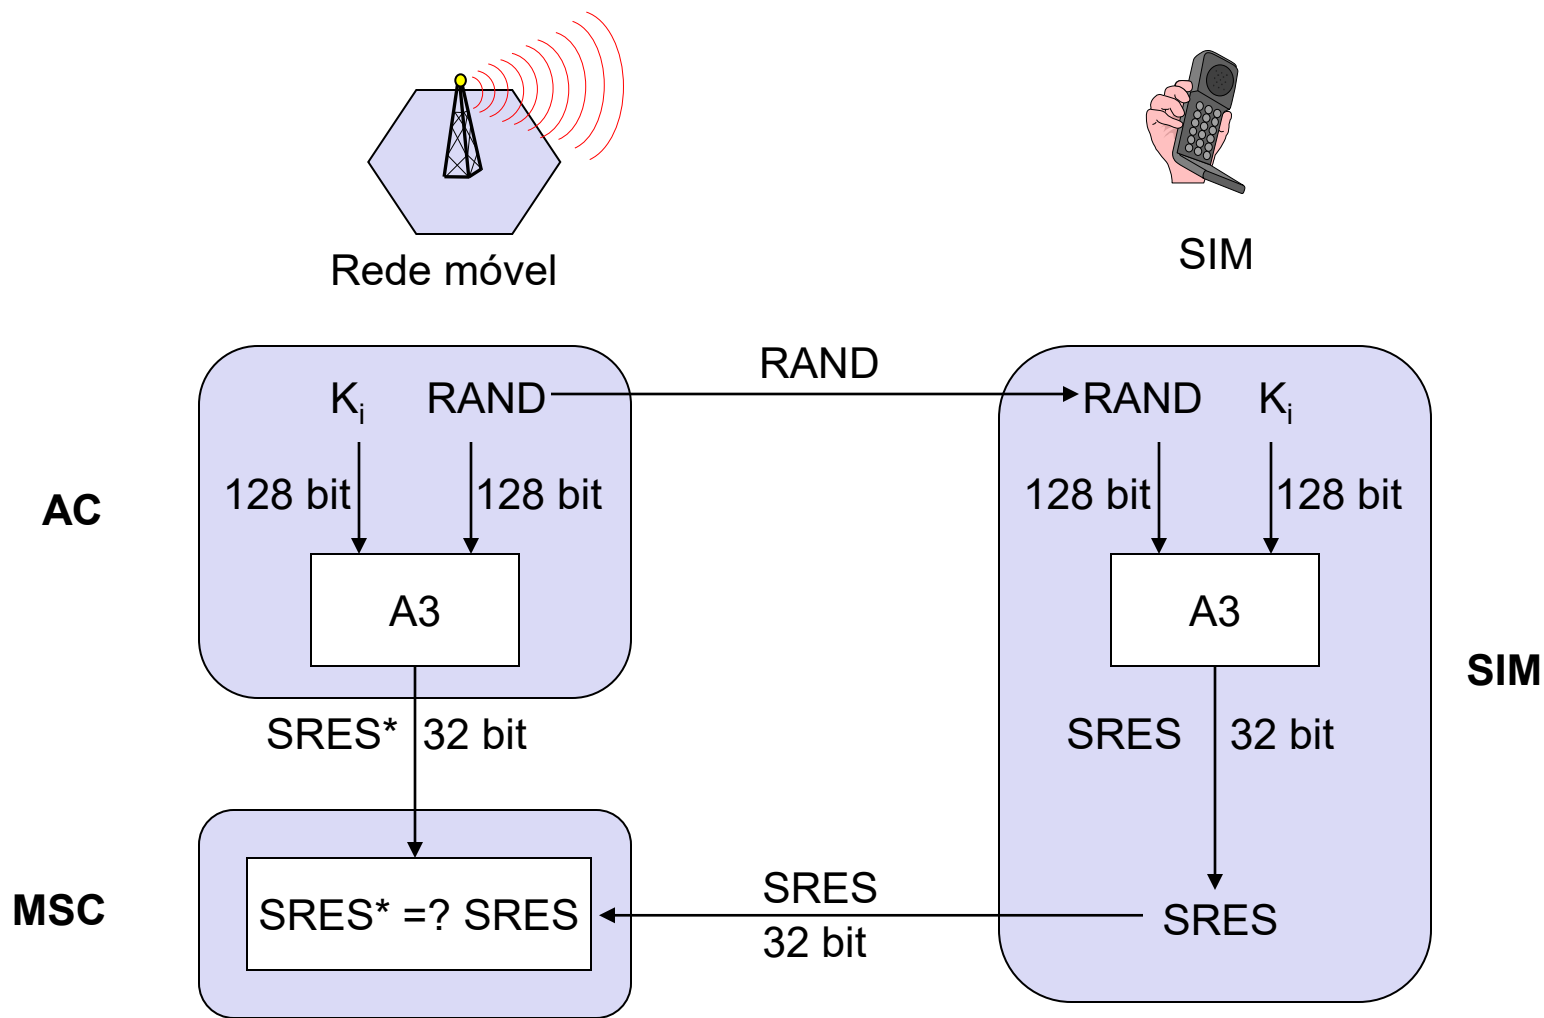 Rede móvel
SIM
RAND
Ki RAND
RAND Ki
128 bit 128 bit
128 bit 128 bit
AC
A3
A3
SIM
SRES* 32 bit
SRES 32 bit
MSC
SRES* =? SRES
SRES
32 bit
SRES